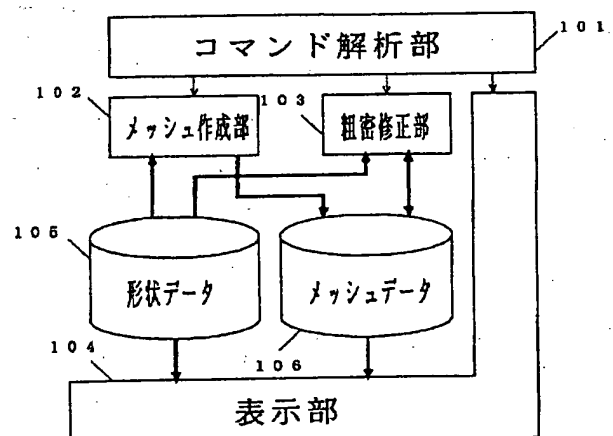 コマンド解析部
101
102
メッシュ作成部
103
粗密修正部
105
形状データ
メッシュデータ
104
106
表示部